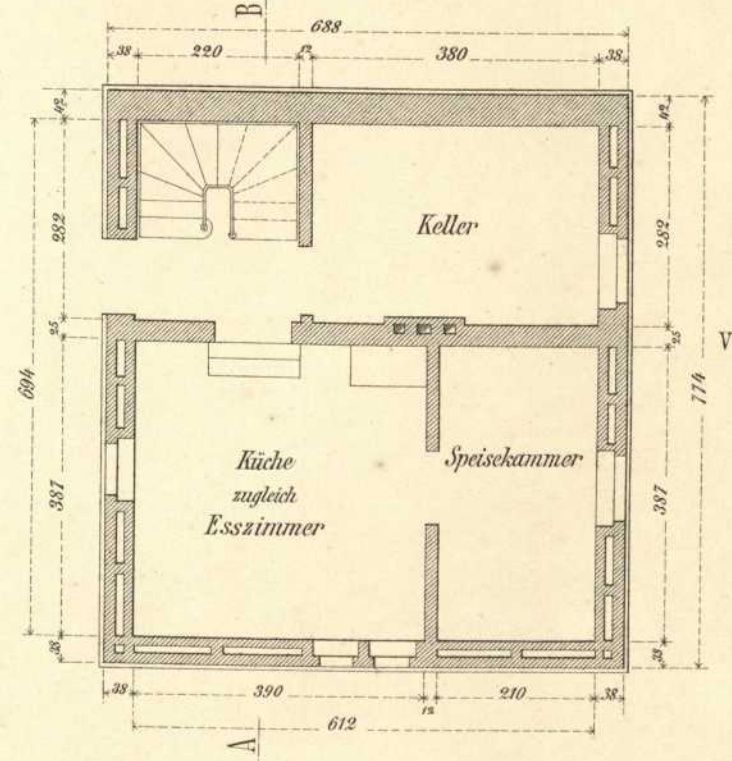 B
688
38 220 12 380 38
42
42
282
282
Keller
25
25
V
694
774
387
387
Küche
zugleich
Esszimmer
Speisekammer
38
38
38 390 12 210 38
612
A